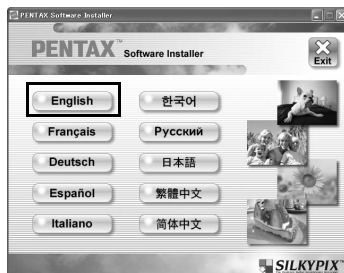 PENTAX Software Installer
PENTAX™ Software Installer
Exit
English
한국어
Français
Русский
Deutsch
日本語
Español
繁體中文
Italiano
简体中文
SILKYPIX